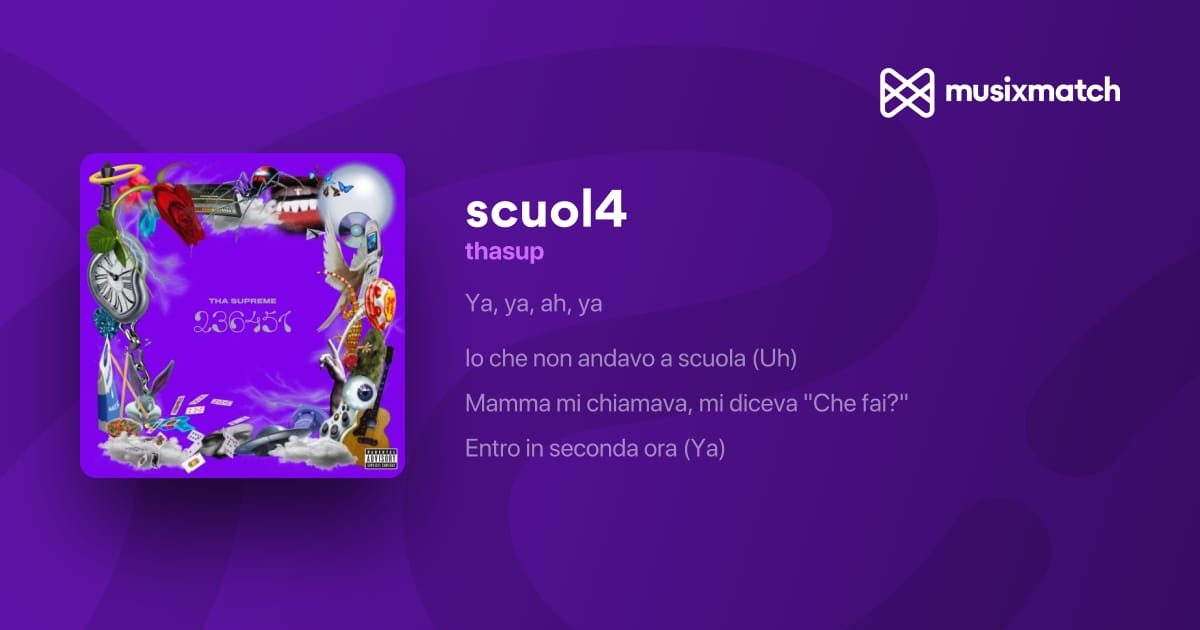 musixmatch
THA SUPREME
236451
PARENTAL
ADVISORY
EXPLICIT CONTENT
scuol4
thasup
Ya, ya, ah, ya
Io che non andavo a scuola (Uh)
Mamma mi chiamava, mi diceva "Che fai?"
Entro in seconda ora (Ya)